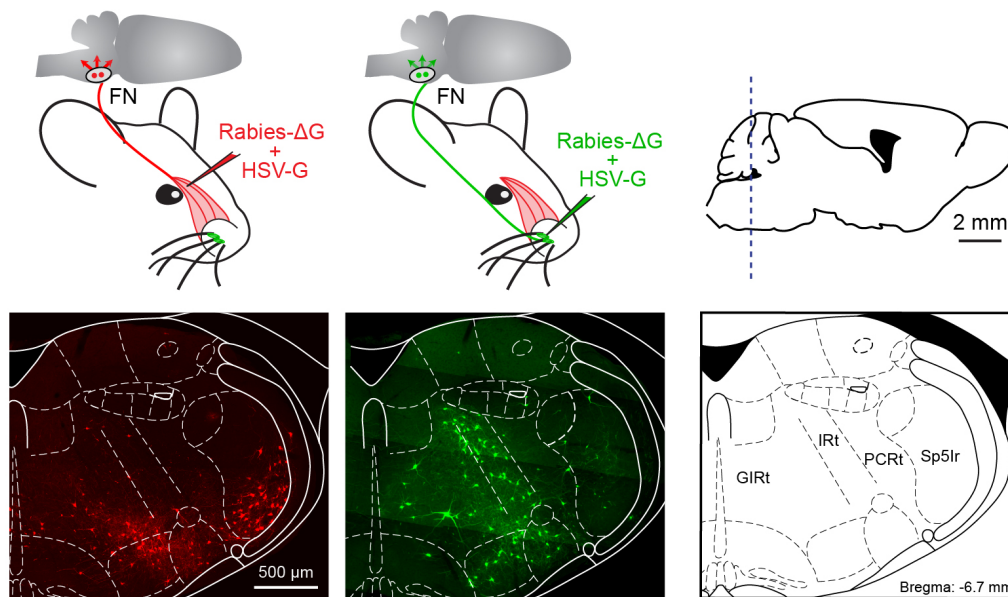 FN
Rabies-ΔG
+
HSV-G
FN
Rabies-ΔG
+
HSV-G
2 mm
500 µm
GIRt
IRt
PCRt
Sp5Ir
Bregma: -6.7 mm